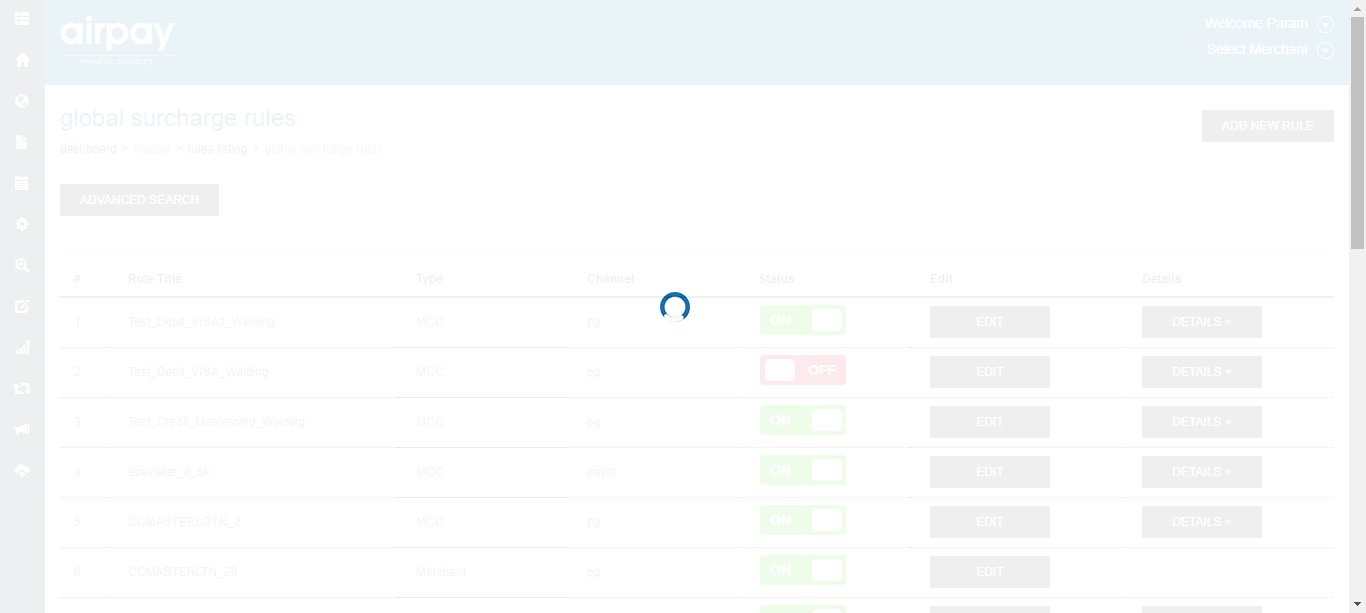 airpay
PAYMENT SERVICES
Welcome Param
Select Merchant
global surcharge rules
ADD NEW RULE
dashboard > master > rules listing > global surcharge rules
ADVANCED SEARCH
# Rule Title Type Channel Status Edit Details
1 Test_Debit_VISA1_Welding MCC pg ON EDIT DETAILS +
2 Test_Debit_VISA_Welding MCC pg OFF EDIT DETAILS +
3 Test_Credit_Mastercard_Welding MCC pg ON EDIT DETAILS +
4 epaylater_lt_5k MCC payltr ON EDIT DETAILS +
5 CCMASTERLGTN_2 MCC pg ON EDIT DETAILS +
6 CCMASTERLTN_20 Merchant pg ON EDIT